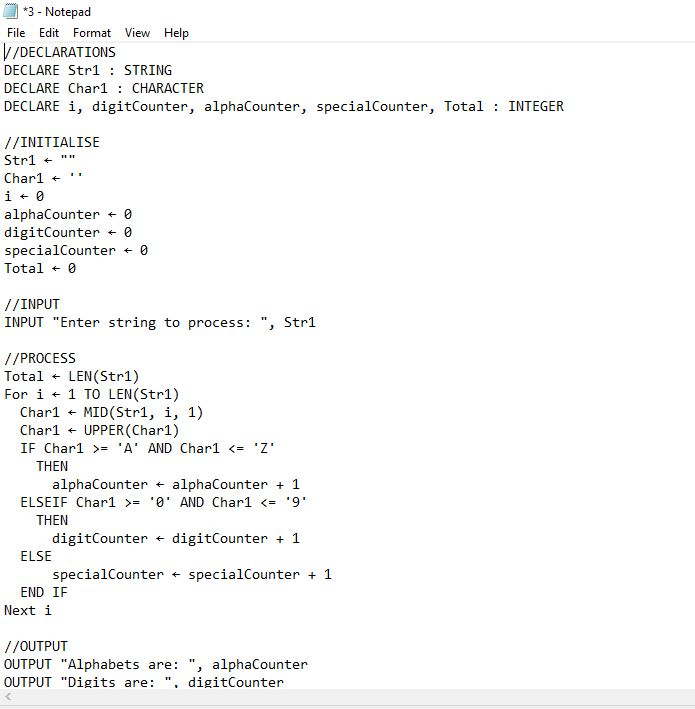 *3 - Notepad
File Edit Format View Help
//DECLARATIONS
DECLARE Str1 : STRING
DECLARE Char1 : CHARACTER
DECLARE i, digitCounter, alphaCounter, specialCounter, Total : INTEGER

//INITIALISE
Str1 ← ""
Char1 ← ''
i ← 0
alphaCounter ← 0
digitCounter ← 0
specialCounter ← 0
Total ← 0

//INPUT
INPUT "Enter string to process: ", Str1

//PROCESS
Total ← LEN(Str1)
For i ← 1 TO LEN(Str1)
  Char1 ← MID(Str1, i, 1)
  Char1 ← UPPER(Char1)
  IF Char1 >= 'A' AND Char1 <= 'Z'
    THEN
      alphaCounter ← alphaCounter + 1
  ELSEIF Char1 >= '0' AND Char1 <= '9'
    THEN
      digitCounter ← digitCounter + 1
  ELSE
      specialCounter ← specialCounter + 1
  END IF
Next i

//OUTPUT
OUTPUT "Alphabets are: ", alphaCounter
OUTPUT "Digits are: ", digitCounter